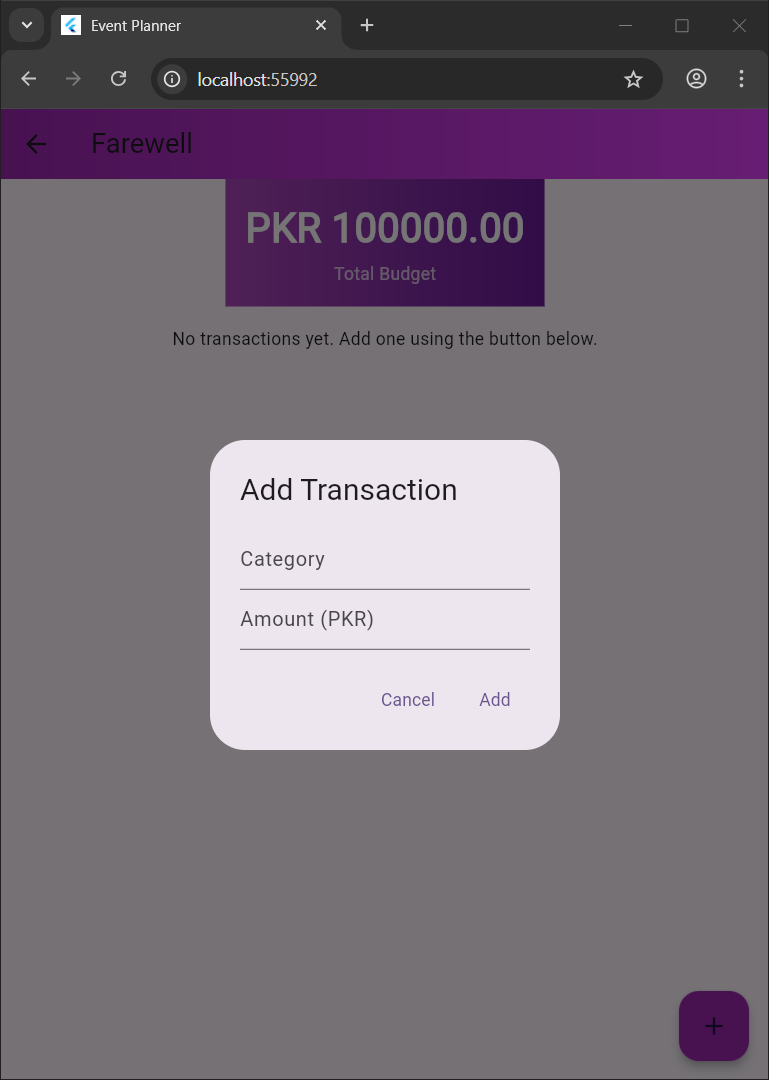 Event Planner
localhost:55992
Farewell
PKR 100000.00
Total Budget
No transactions yet. Add one using the button below.
Add Transaction
Category
Amount (PKR)
Cancel Add